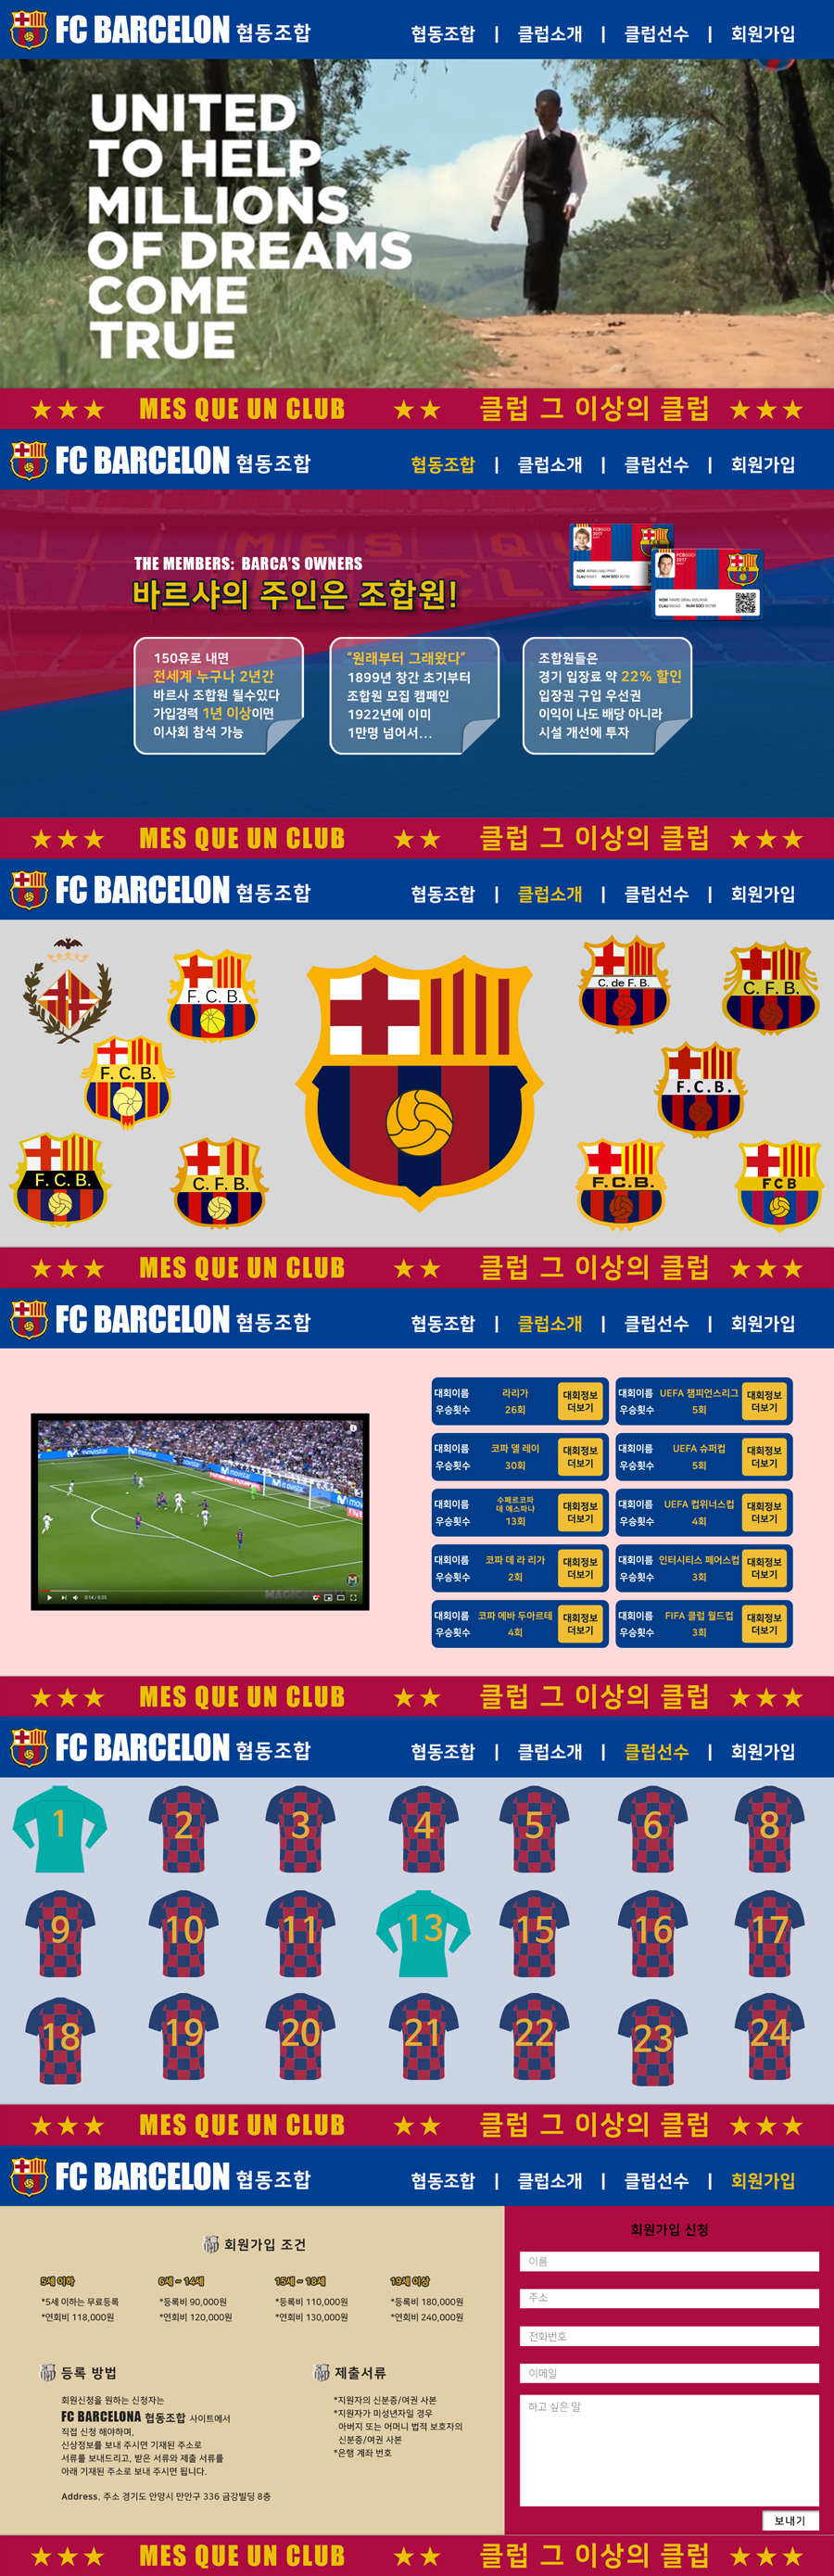 FC BARCELON 협동조합
협동조합 | 클럽소개 | 클럽선수 | 회원가입
UNITED
TO HELP
MILLIONS
OF DREAMS
COME
TRUE
★★★ MES QUE UN CLUB ★★ 클럽 그 이상의 클럽 ★★★
FC BARCELON 협동조합
협동조합 | 클럽소개 | 클럽선수 | 회원가입
THE MEMBERS: BARCA'S OWNERS
바르샤의 주인은 조합원!
150유로 내면
전세계 누구나 2년간
바르사 조합원 될수있다
가입경력 1년 이상이면
이사회 참석 가능
“원래부터 그래왔다”
1899년 창간 초기부터
조합원 모집 캠페인
1922년에 이미
1만명 넘어서...
조합원들은
경기 입장료 약 22% 할인
입장권 구입 우선권
이익이 나도 배당 아니라
시설 개선에 투자
★★★ MES QUE UN CLUB ★★ 클럽 그 이상의 클럽 ★★★
FC BARCELON 협동조합
협동조합 | 클럽소개 | 클럽선수 | 회원가입
F. C. B.
C. de F. B.
C. F. B.
F. C. B.
F.C.B.
F. C. B.
C. F. B.
F.C.B.
FCB
★★★ MES QUE UN CLUB ★★ 클럽 그 이상의 클럽 ★★★
FC BARCELON 협동조합
협동조합 | 클럽소개 | 클럽선수 | 회원가입
대회이름 라리가
우승횟수 26회
대회정보 더보기
대회이름 UEFA 챔피언스리그
우승횟수 5회
대회정보 더보기
대회이름 코파 델 레이
우승횟수 30회
대회정보 더보기
대회이름 UEFA 슈퍼컵
우승횟수 5회
대회정보 더보기
대회이름 수페르코파 데 에스파냐
우승횟수 13회
대회정보 더보기
대회이름 UEFA 컵위너스컵
우승횟수 4회
대회정보 더보기
대회이름 코파 데 라 리가
우승횟수 2회
대회정보 더보기
대회이름 인터시티스 페어스컵
우승횟수 3회
대회정보 더보기
대회이름 코파 에바 두아르테
우승횟수 4회
대회정보 더보기
대회이름 FIFA 클럽 월드컵
우승횟수 3회
대회정보 더보기
★★★ MES QUE UN CLUB ★★ 클럽 그 이상의 클럽 ★★★
FC BARCELON 협동조합
협동조합 | 클럽소개 | 클럽선수 | 회원가입
1 2 3 4 5 6 8
9 10 11 13 15 16 17
18 19 20 21 22 23 24
★★★ MES QUE UN CLUB ★★ 클럽 그 이상의 클럽 ★★★
FC BARCELON 협동조합
협동조합 | 클럽소개 | 클럽선수 | 회원가입
회원가입 조건
5세 이하
*5세 이하는 무료등록
*연회비 118,000원
6세 ~ 14세
*등록비 90,000원
*연회비 120,000원
15세 ~ 18세
*등록비 110,000원
*연회비 130,000원
19세 이상
*등록비 180,000원
*연회비 240,000원
등록 방법
회원신청을 원하는 신청자는
FC BARCELONA 협동조합 사이트에서
직접 신청 해야하며,
신상정보를 보내 주시면 기재된 주소로
서류를 보내드리고, 받은 서류와 제출 서류를
아래 기재된 주소로 보내 주시면 됩니다.
Address. 주소 경기도 안양시 만안구 336 금강빌딩 8층
제출서류
*지원자의 신분증/여권 사본
*지원자가 미성년자일 경우
아버지 또는 어머니 법적 보호자의
신분증/여권 사본
*은행 계좌 번호
회원가입 신청
이름
주소
전화번호
이메일
하고 싶은 말
보내기
★★★ MES QUE UN CLUB ★★ 클럽 그 이상의 클럽 ★★★